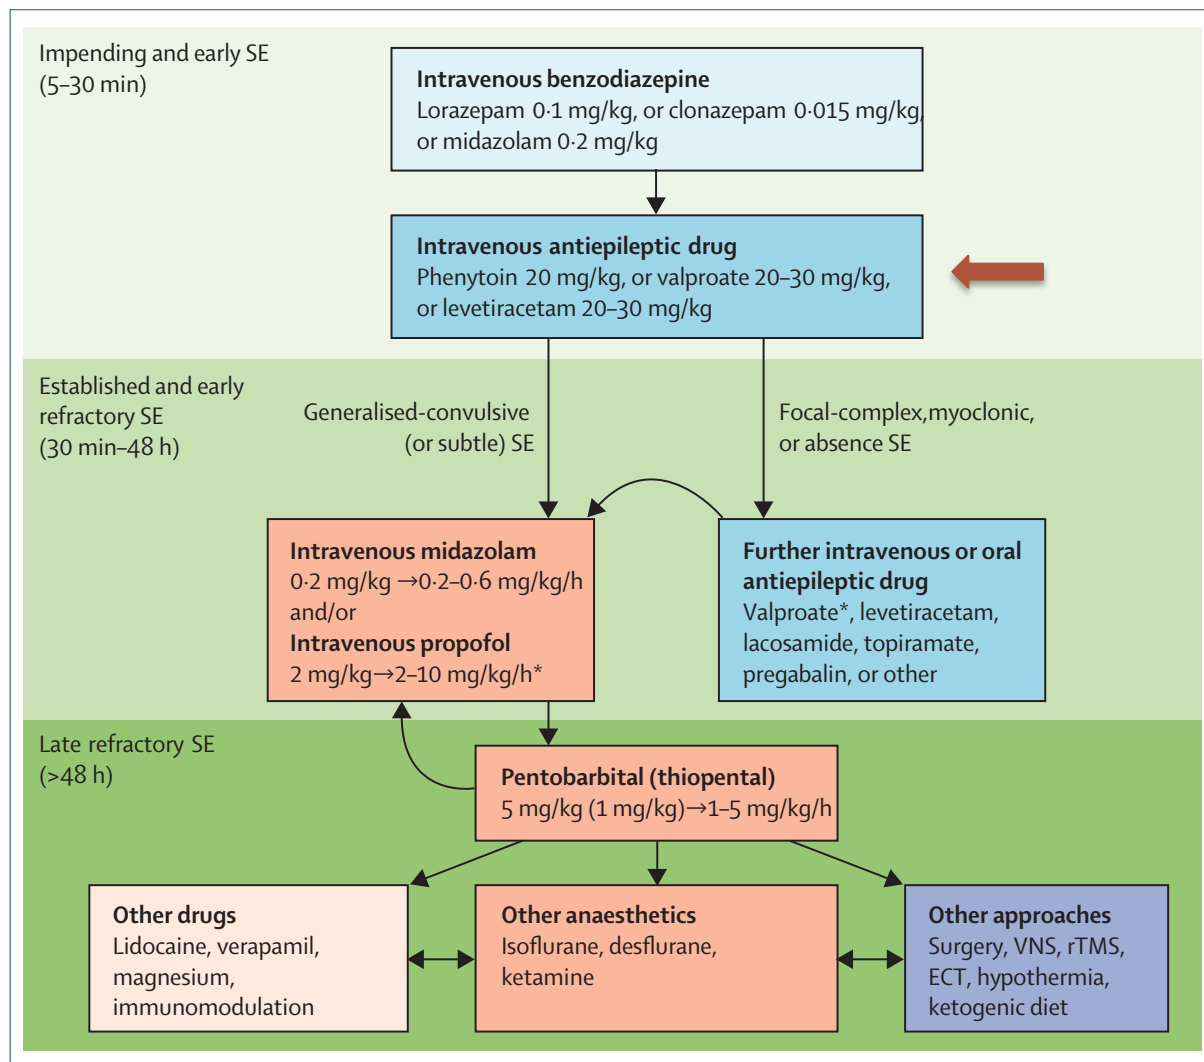 Impending and early SE
(5–30 min)
Intravenous benzodiazepine
Lorazepam 0·1 mg/kg, or clonazepam 0·015 mg/kg,
or midazolam 0·2 mg/kg
Intravenous antiepileptic drug
Phenytoin 20 mg/kg, or valproate 20–30 mg/kg,
or levetiracetam 20–30 mg/kg
Established and early
refractory SE
(30 min–48 h)
Generalised-convulsive
(or subtle) SE
Focal-complex,myoclonic,
or absence SE
Intravenous midazolam
0·2 mg/kg →0·2–0·6 mg/kg/h
and/or
Intravenous propofol
2 mg/kg→2–10 mg/kg/h*
Further intravenous or oral
antiepileptic drug
Valproate*, levetiracetam,
lacosamide, topiramate,
pregabalin, or other
Late refractory SE
(>48 h)
Pentobarbital (thiopental)
5 mg/kg (1 mg/kg)→1–5 mg/kg/h
Other drugs
Lidocaine, verapamil,
magnesium,
immunomodulation
Other anaesthetics
Isoflurane, desflurane,
ketamine
Other approaches
Surgery, VNS, rTMS,
ECT, hypothermia,
ketogenic diet